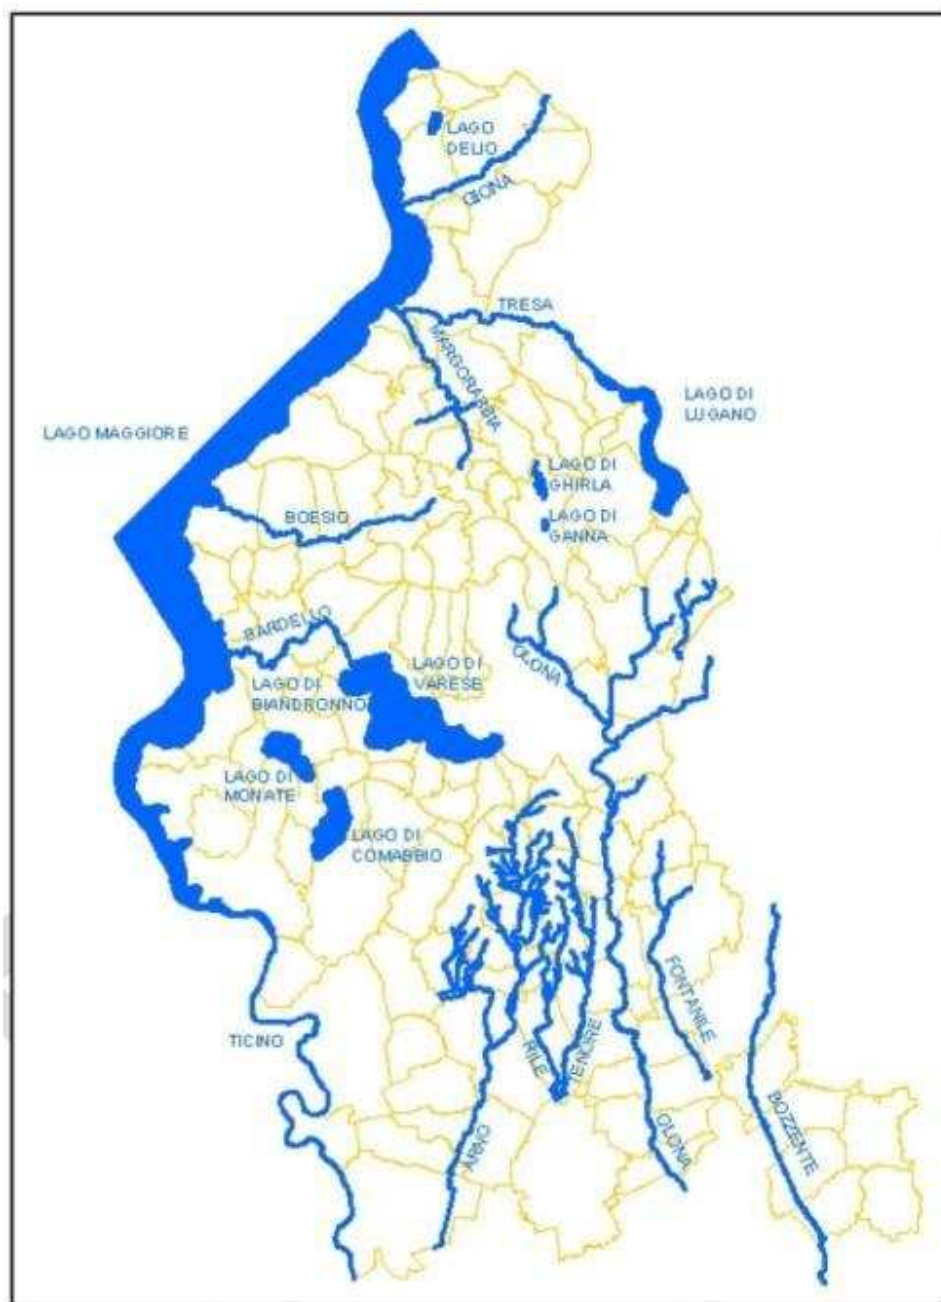 LAGO
DELIO
GIONA
TRESA
MARGORABBIA
LAGO DI
LUGANO
LAGO MAGGIORE
LAGO DI
GHIRLA
BOESIO
LAGO DI
GANNA
BARDELLO
OLONA
LAGO DI
VARESE
LAGO DI
BIANDRONNO
LAGO DI
MONATE
LAGO DI
COMABBIO
FONTANILE
TICINO
RILE
TENORE
BOZZENTE
ARNO
OLONA